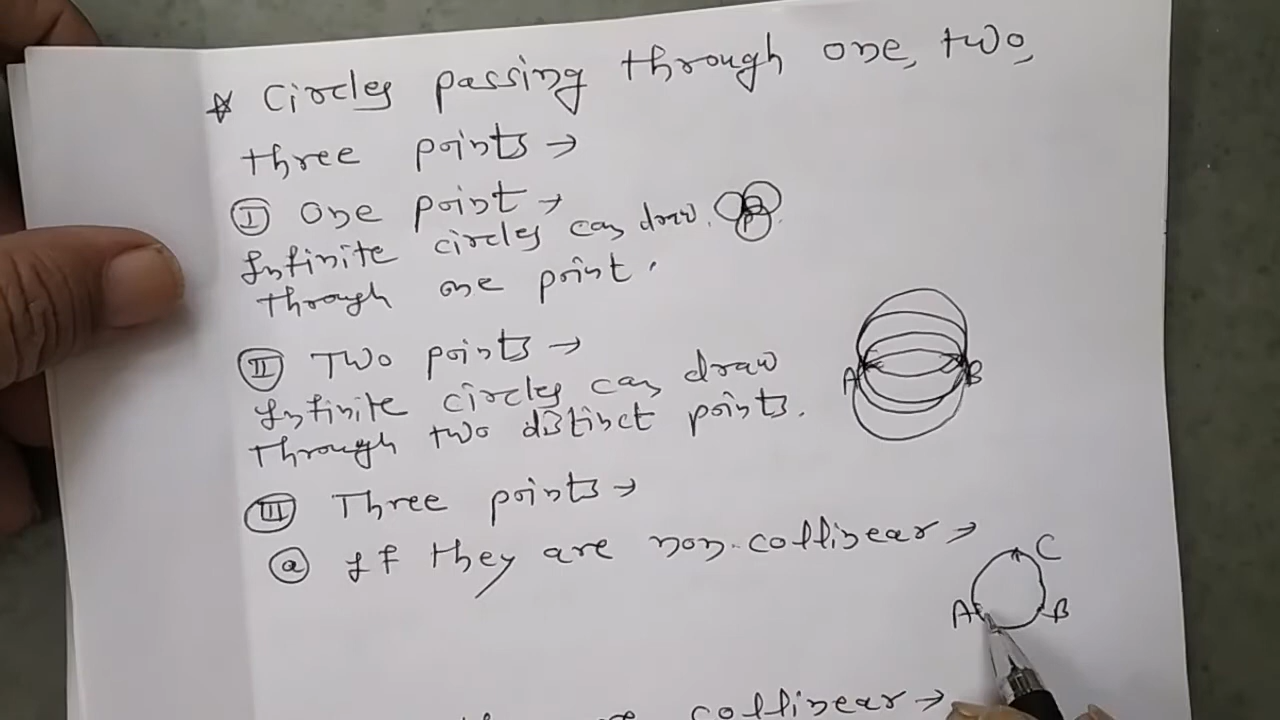 ☆ Circles passing through one, two,
three points →
I One point →
Infinite circles can draw.
P
through one point.
II Two points →
Infinite circles can draw
through two distinct points.
A B
III Three points →
a If they are non-collinear →
C
A B
collinear →